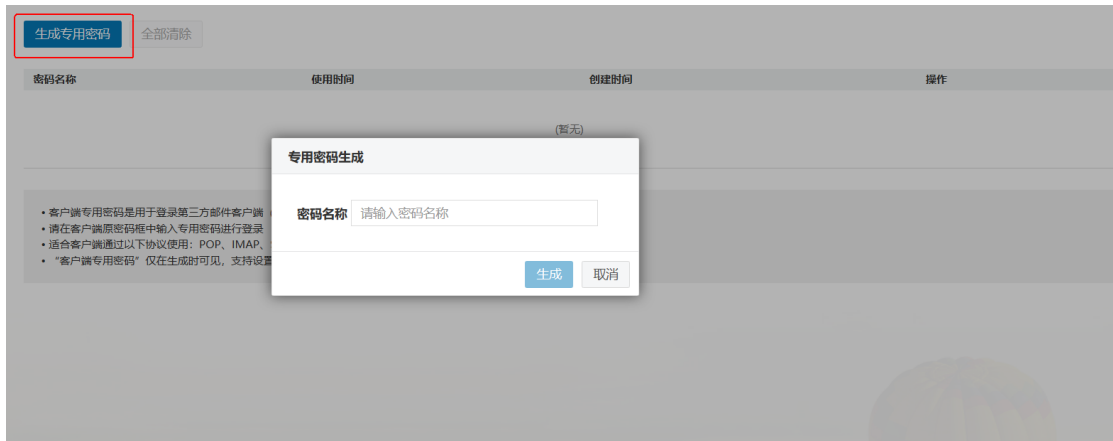 生成专用密码 全部清除
密码名称 使用时间 创建时间 操作
(暂无)
专用密码生成
密码名称 请输入密码名称
生成 取消
• 客户端专用密码是用于登录第三方邮件客户端
• 请在客户端原密码框中输入专用密码进行登录
• 适合客户端通过以下协议使用：POP、IMAP、
• “客户端专用密码”仅在生成时可见，支持设置